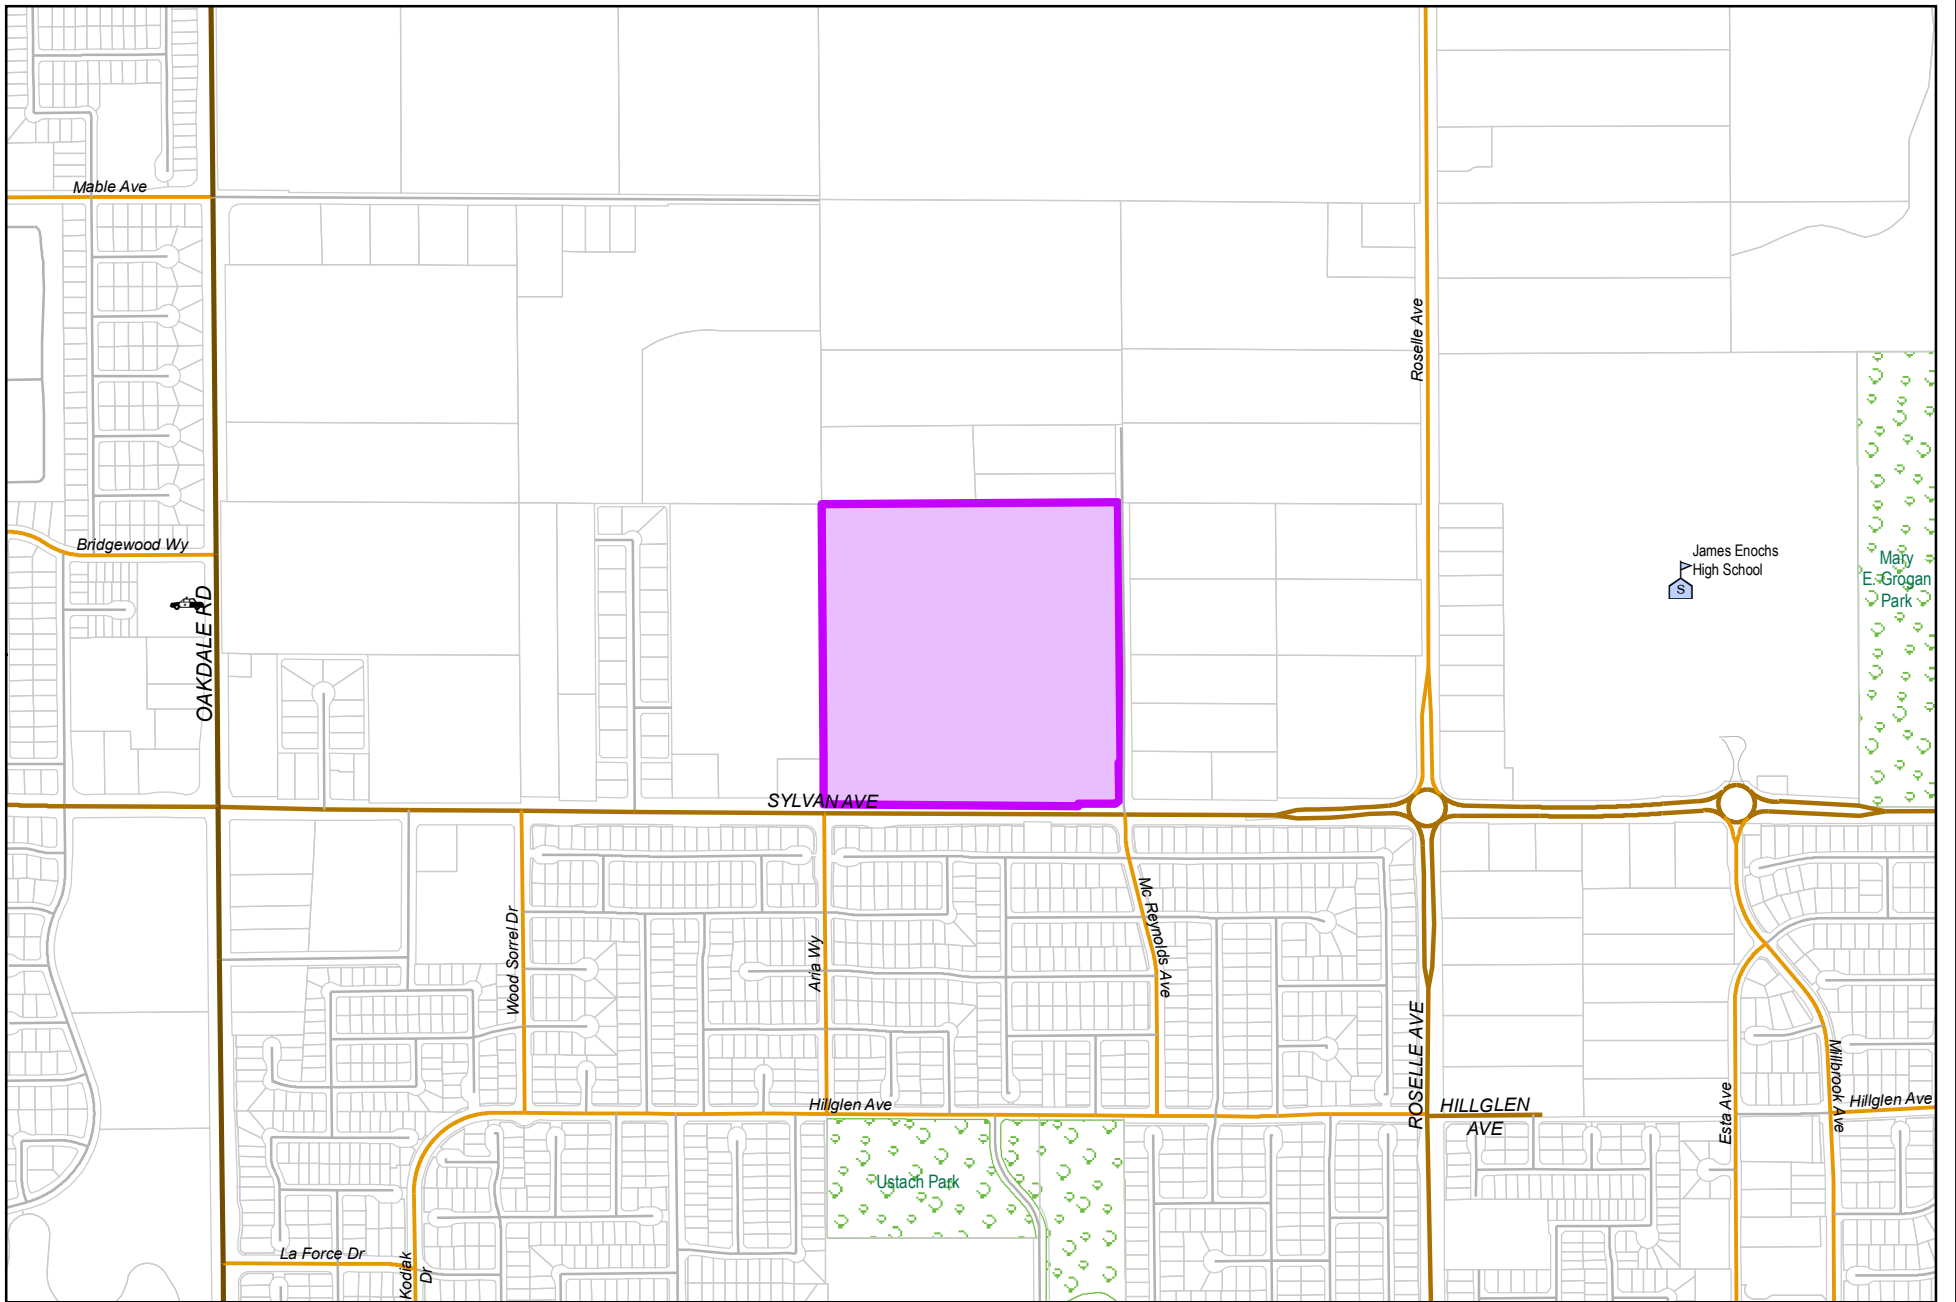 Mable Ave
Roselle Ave
Bridgewood Wy
OAKDALE RD
James Enochs
High School
S
Mary
E. Grogan
Park
SYLVAN AVE
Wood Sorrel Dr
Aria Wy
Mc Reynolds Ave
ROSELLE AVE
Hillglen Ave
HILLGLEN
AVE
Esta Ave
Millbrook Ave
Hillglen Ave
Ustach Park
La Force Dr
Kodiak
Dr